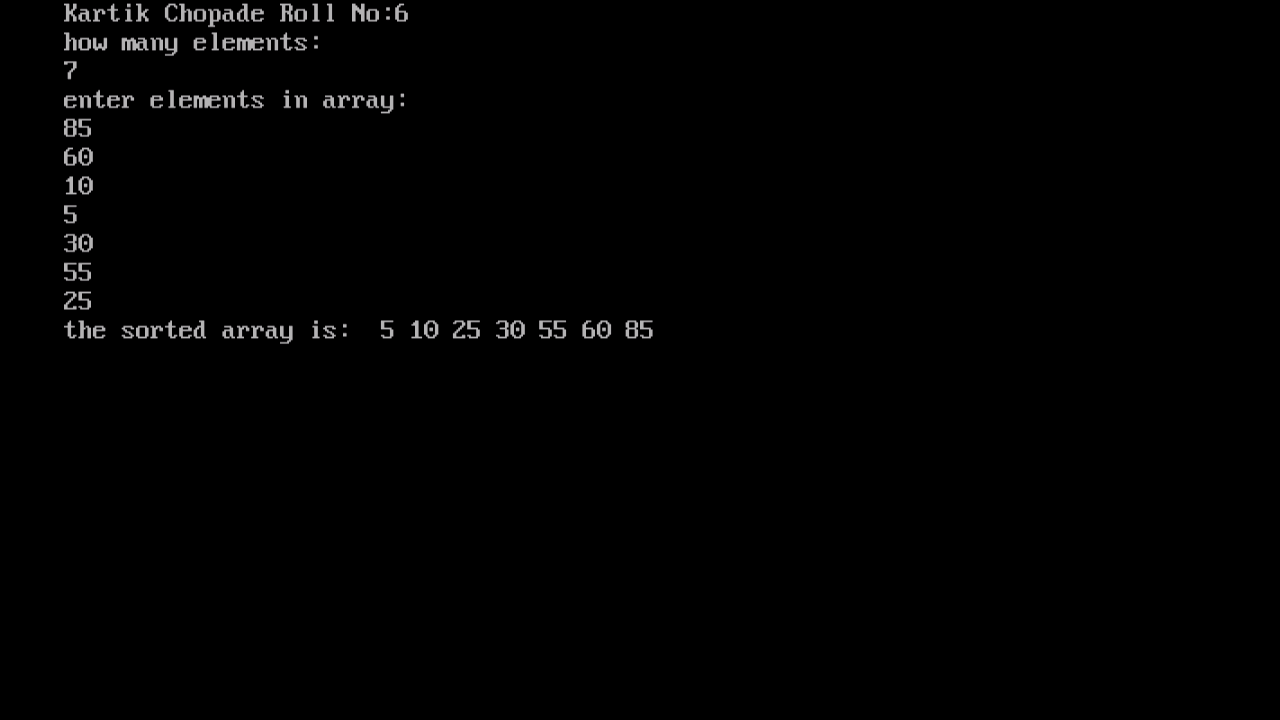 Kartik Chopade Roll No:6
how many elements:
7
enter elements in array:
85
60
10
5
30
55
25
the sorted array is:  5 10 25 30 55 60 85